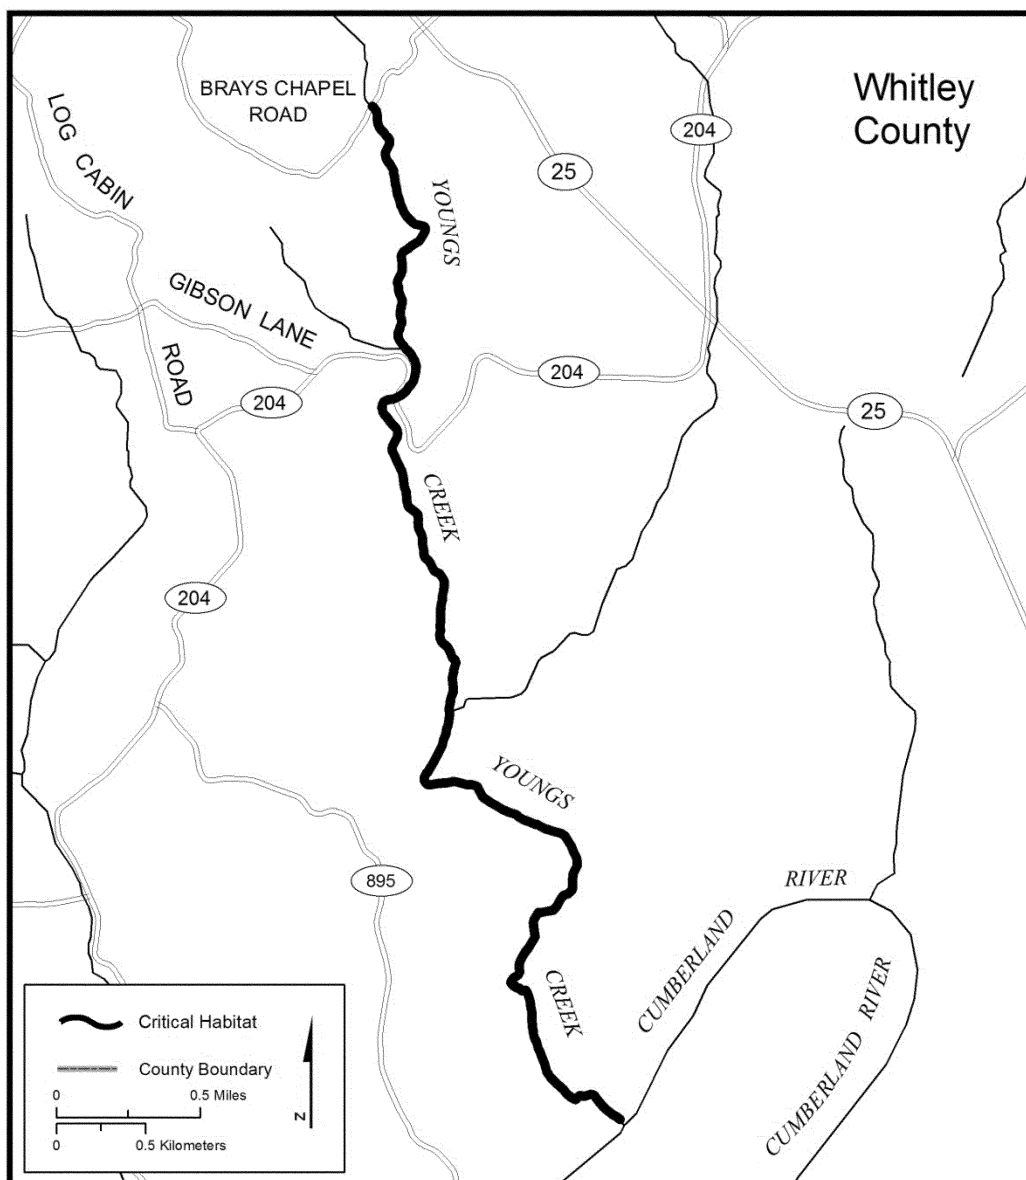 Whitley
County
BRAYS CHAPEL
ROAD
LOG CABIN
ROAD
204
25
YOUNGS
GIBSON LANE
204
204
25
CREEK
204
YOUNGS
895
RIVER
CUMBERLAND
CREEK
CUMBERLAND RIVER
Critical Habitat
County Boundary
0 0.5 Miles
0 0.5 Kilometers
N